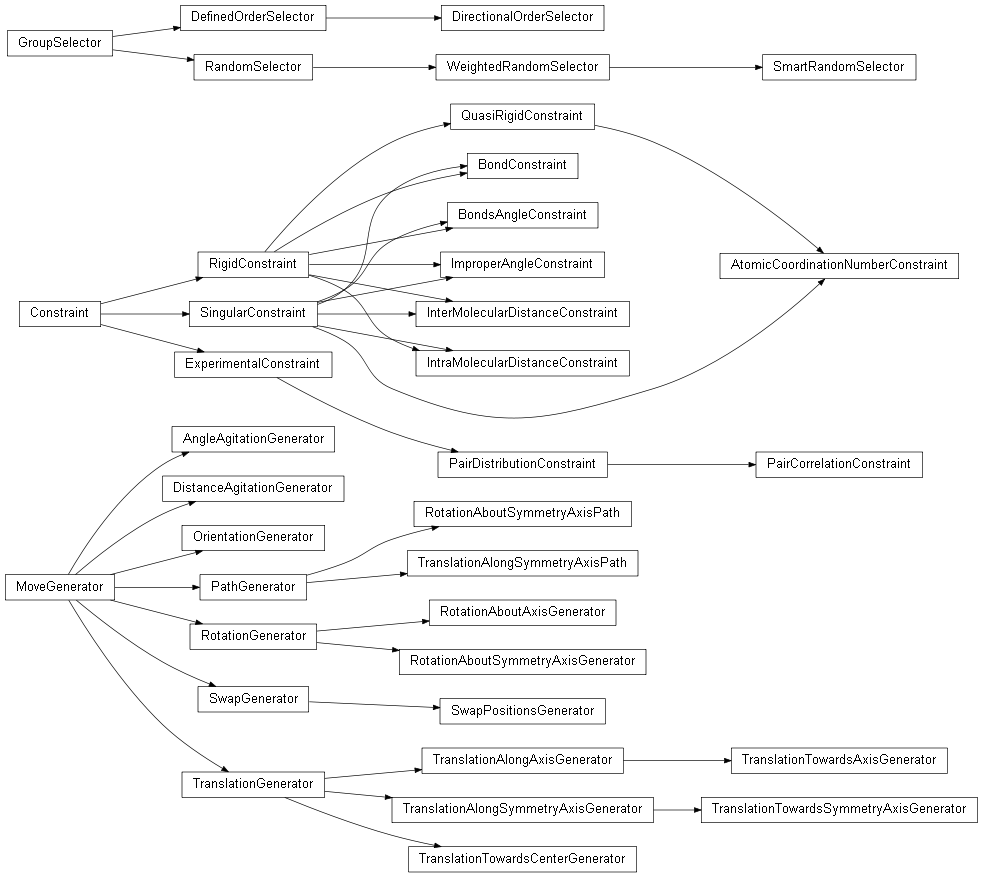 GroupSelector
DefinedOrderSelector
DirectionalOrderSelector
RandomSelector
WeightedRandomSelector
SmartRandomSelector
QuasiRigidConstraint
BondConstraint
BondsAngleConstraint
RigidConstraint
ImproperAngleConstraint
AtomicCoordinationNumberConstraint
Constraint
SingularConstraint
InterMolecularDistanceConstraint
ExperimentalConstraint
IntraMolecularDistanceConstraint
PairDistributionConstraint
PairCorrelationConstraint
AngleAgitationGenerator
DistanceAgitationGenerator
OrientationGenerator
RotationAboutSymmetryAxisPath
TranslationAlongSymmetryAxisPath
MoveGenerator
PathGenerator
RotationAboutAxisGenerator
RotationGenerator
RotationAboutSymmetryAxisGenerator
SwapGenerator
SwapPositionsGenerator
TranslationGenerator
TranslationAlongAxisGenerator
TranslationTowardsAxisGenerator
TranslationAlongSymmetryAxisGenerator
TranslationTowardsSymmetryAxisGenerator
TranslationTowardsCenterGenerator